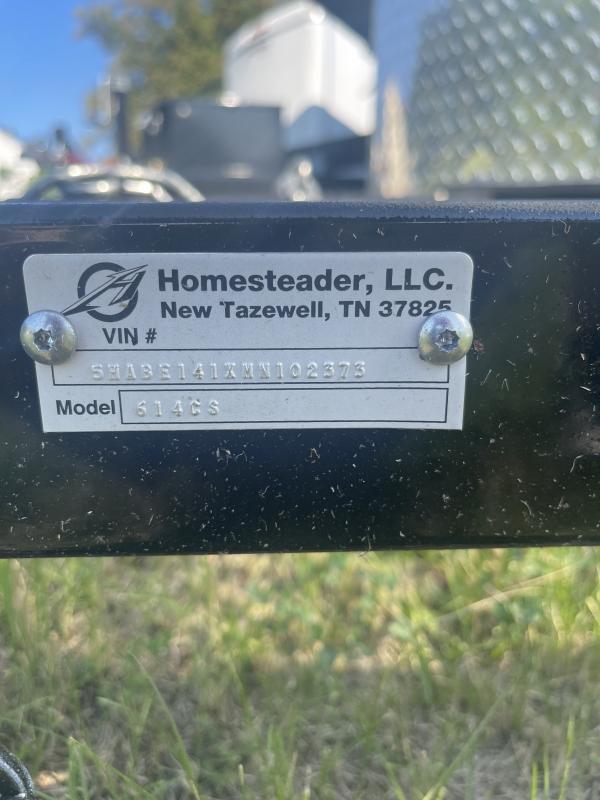 Homesteader, LLC.
New Tazewell, TN 37825
VIN #
5HABE141XMN102373
Model 614CS